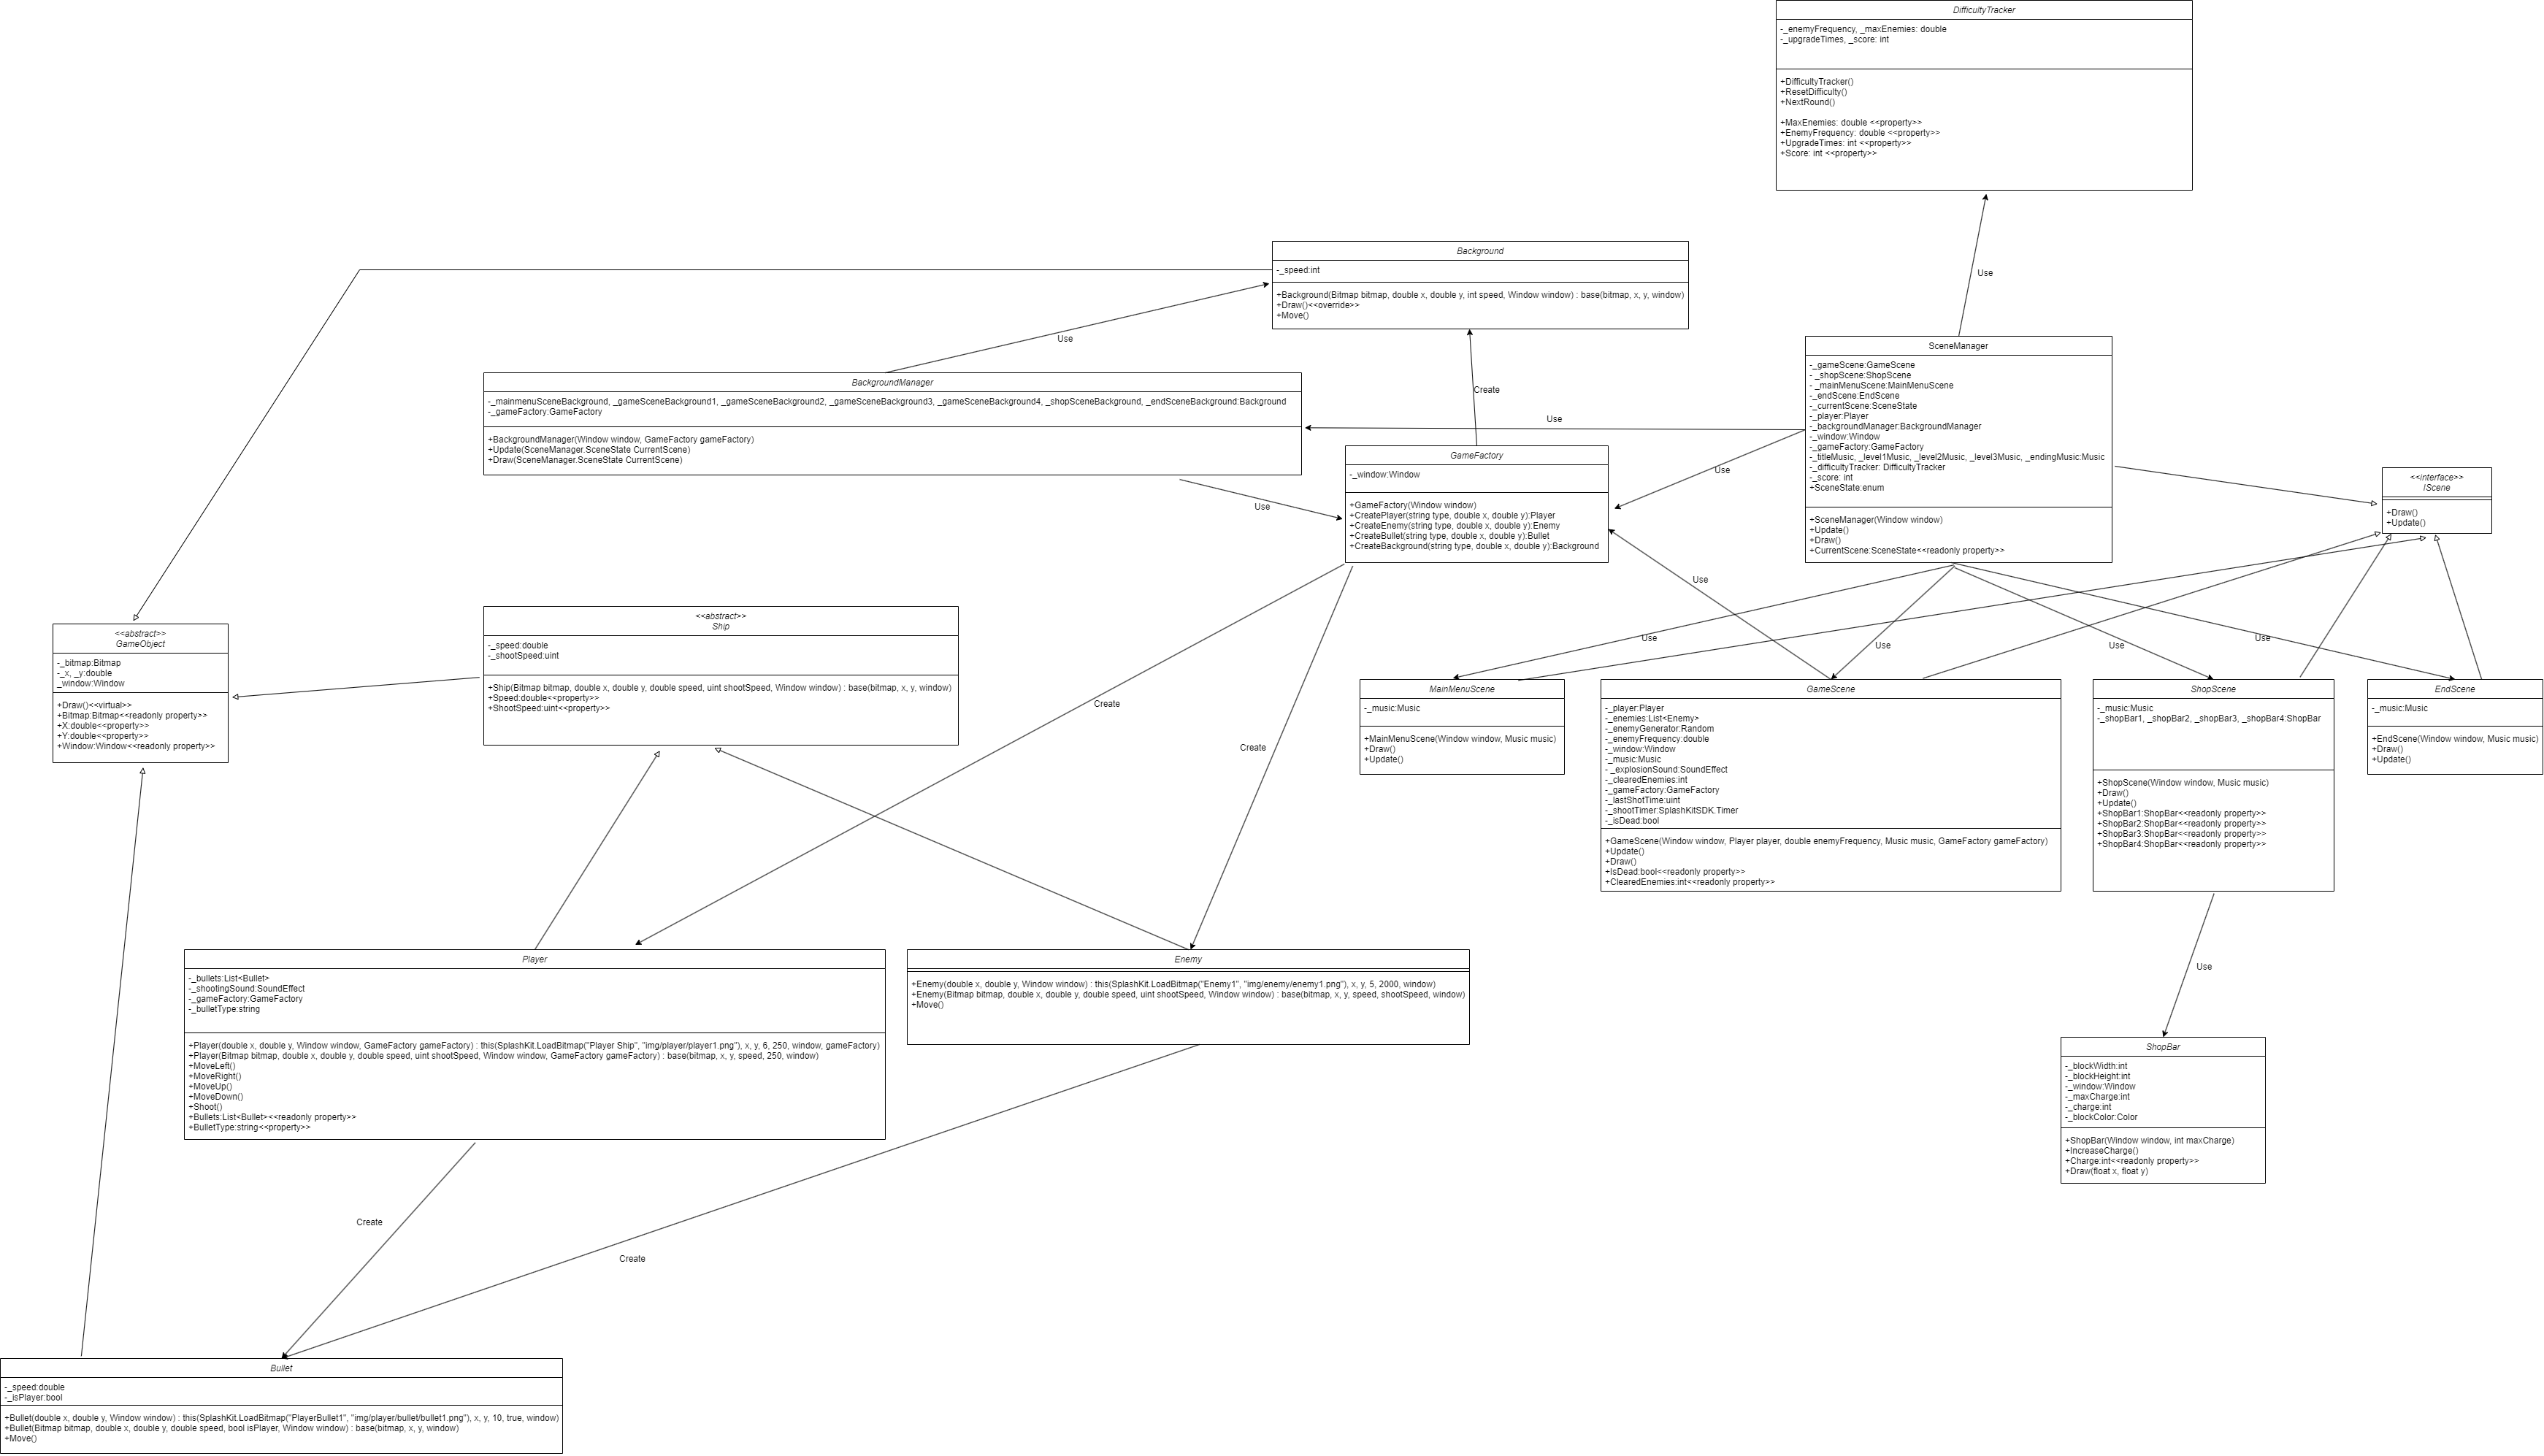 DifficultyTracker
-_enemyFrequency, _maxEnemies: double
-_upgradeTimes, _score: int
+DifficultyTracker()
+ResetDifficulty()
+NextRound()
+MaxEnemies: double <<property>>
+EnemyFrequency: double <<property>>
+UpgradeTimes: int <<property>>
+Score: int <<property>>
Use
Background
-_speed:int
+Background(Bitmap bitmap, double x, double y, int speed, Window window) : base(bitmap, x, y, window)
+Draw()<<override>>
+Move()
Use
Create
BackgroundManager
-_mainmenuSceneBackground, _gameSceneBackground1, _gameSceneBackground2, _gameSceneBackground3, _gameSceneBackground4, _shopSceneBackground, _endSceneBackground:Background
-_gameFactory:GameFactory
+BackgroundManager(Window window, GameFactory gameFactory)
+Update(SceneManager.SceneState CurrentScene)
+Draw(SceneManager.SceneState CurrentScene)
Use
Use
Use
SceneManager
-_gameScene:GameScene
- _shopScene:ShopScene
- _mainMenuScene:MainMenuScene
-_endScene:EndScene
-_currentScene:SceneState
-_player:Player
-_backgroundManager:BackgroundManager
-_window:Window
-_gameFactory:GameFactory
-_titleMusic, _level1Music, _level2Music, _level3Music, _endingMusic:Music
-_difficultyTracker: DifficultyTracker
-_score: int
+SceneState:enum
+SceneManager(Window window)
+Update()
+Draw()
+CurrentScene:SceneState<<readonly property>>
GameFactory
-_window:Window
+GameFactory(Window window)
+CreatePlayer(string type, double x, double y):Player
+CreateEnemy(string type, double x, double y):Enemy
+CreateBullet(string type, double x, double y):Bullet
+CreateBackground(string type, double x, double y):Background
<<interface>>
IScene
+Draw()
+Update()
Use
Use
Use
Use
Use
<<abstract>>
GameObject
-_bitmap:Bitmap
-_x, _y:double
_window:Window
+Draw()<<virtual>>
+Bitmap:Bitmap<<readonly property>>
+X:double<<property>>
+Y:double<<property>>
+Window:Window<<readonly property>>
<<abstract>>
Ship
-_speed:double
-_shootSpeed:uint
+Ship(Bitmap bitmap, double x, double y, double speed, uint shootSpeed, Window window) : base(bitmap, x, y, window)
+Speed:double<<property>>
+ShootSpeed:uint<<property>>
Create
Create
MainMenuScene
-_music:Music
+MainMenuScene(Window window, Music music)
+Draw()
+Update()
GameScene
-_player:Player
-_enemies:List<Enemy>
-_enemyGenerator:Random
-_enemyFrequency:double
-_window:Window
-_music:Music
- _explosionSound:SoundEffect
-_clearedEnemies:int
-_gameFactory:GameFactory
-_lastShotTime:uint
-_shootTimer:SplashKitSDK.Timer
-_isDead:bool
+GameScene(Window window, Player player, double enemyFrequency, Music music, GameFactory gameFactory)
+Update()
+Draw()
+IsDead:bool<<readonly property>>
+ClearedEnemies:int<<readonly property>>
ShopScene
-_music:Music
-_shopBar1, _shopBar2, _shopBar3, _shopBar4:ShopBar
+ShopScene(Window window, Music music)
+Draw()
+Update()
+ShopBar1:ShopBar<<readonly property>>
+ShopBar2:ShopBar<<readonly property>>
+ShopBar3:ShopBar<<readonly property>>
+ShopBar4:ShopBar<<readonly property>>
EndScene
-_music:Music
+EndScene(Window window, Music music)
+Draw()
+Update()
Use
Player
-_bullets:List<Bullet>
-_shootingSound:SoundEffect
-_gameFactory:GameFactory
-_bulletType:string
+Player(double x, double y, Window window, GameFactory gameFactory) : this(SplashKit.LoadBitmap("Player Ship", "img/player/player1.png"), x, y, 6, 250, window, gameFactory)
+Player(Bitmap bitmap, double x, double y, double speed, uint shootSpeed, Window window, GameFactory gameFactory) : base(bitmap, x, y, speed, 250, window)
+MoveLeft()
+MoveRight()
+MoveUp()
+MoveDown()
+Shoot()
+Bullets:List<Bullet><<readonly property>>
+BulletType:string<<property>>
Enemy
+Enemy(double x, double y, Window window) : this(SplashKit.LoadBitmap("Enemy1", "img/enemy/enemy1.png"), x, y, 5, 2000, window)
+Enemy(Bitmap bitmap, double x, double y, double speed, uint shootSpeed, Window window) : base(bitmap, x, y, speed, shootSpeed, window)
+Move()
ShopBar
-_blockWidth:int
-_blockHeight:int
-_window:Window
-_maxCharge:int
-_charge:int
-_blockColor:Color
+ShopBar(Window window, int maxCharge)
+IncreaseCharge()
+Charge:int<<readonly property>>
+Draw(float x, float y)
Create
Create
Bullet
-_speed:double
-_isPlayer:bool
+Bullet(double x, double y, Window window) : this(SplashKit.LoadBitmap("PlayerBullet1", "img/player/bullet/bullet1.png"), x, y, 10, true, window)
+Bullet(Bitmap bitmap, double x, double y, double speed, bool isPlayer, Window window) : base(bitmap, x, y, window)
+Move()